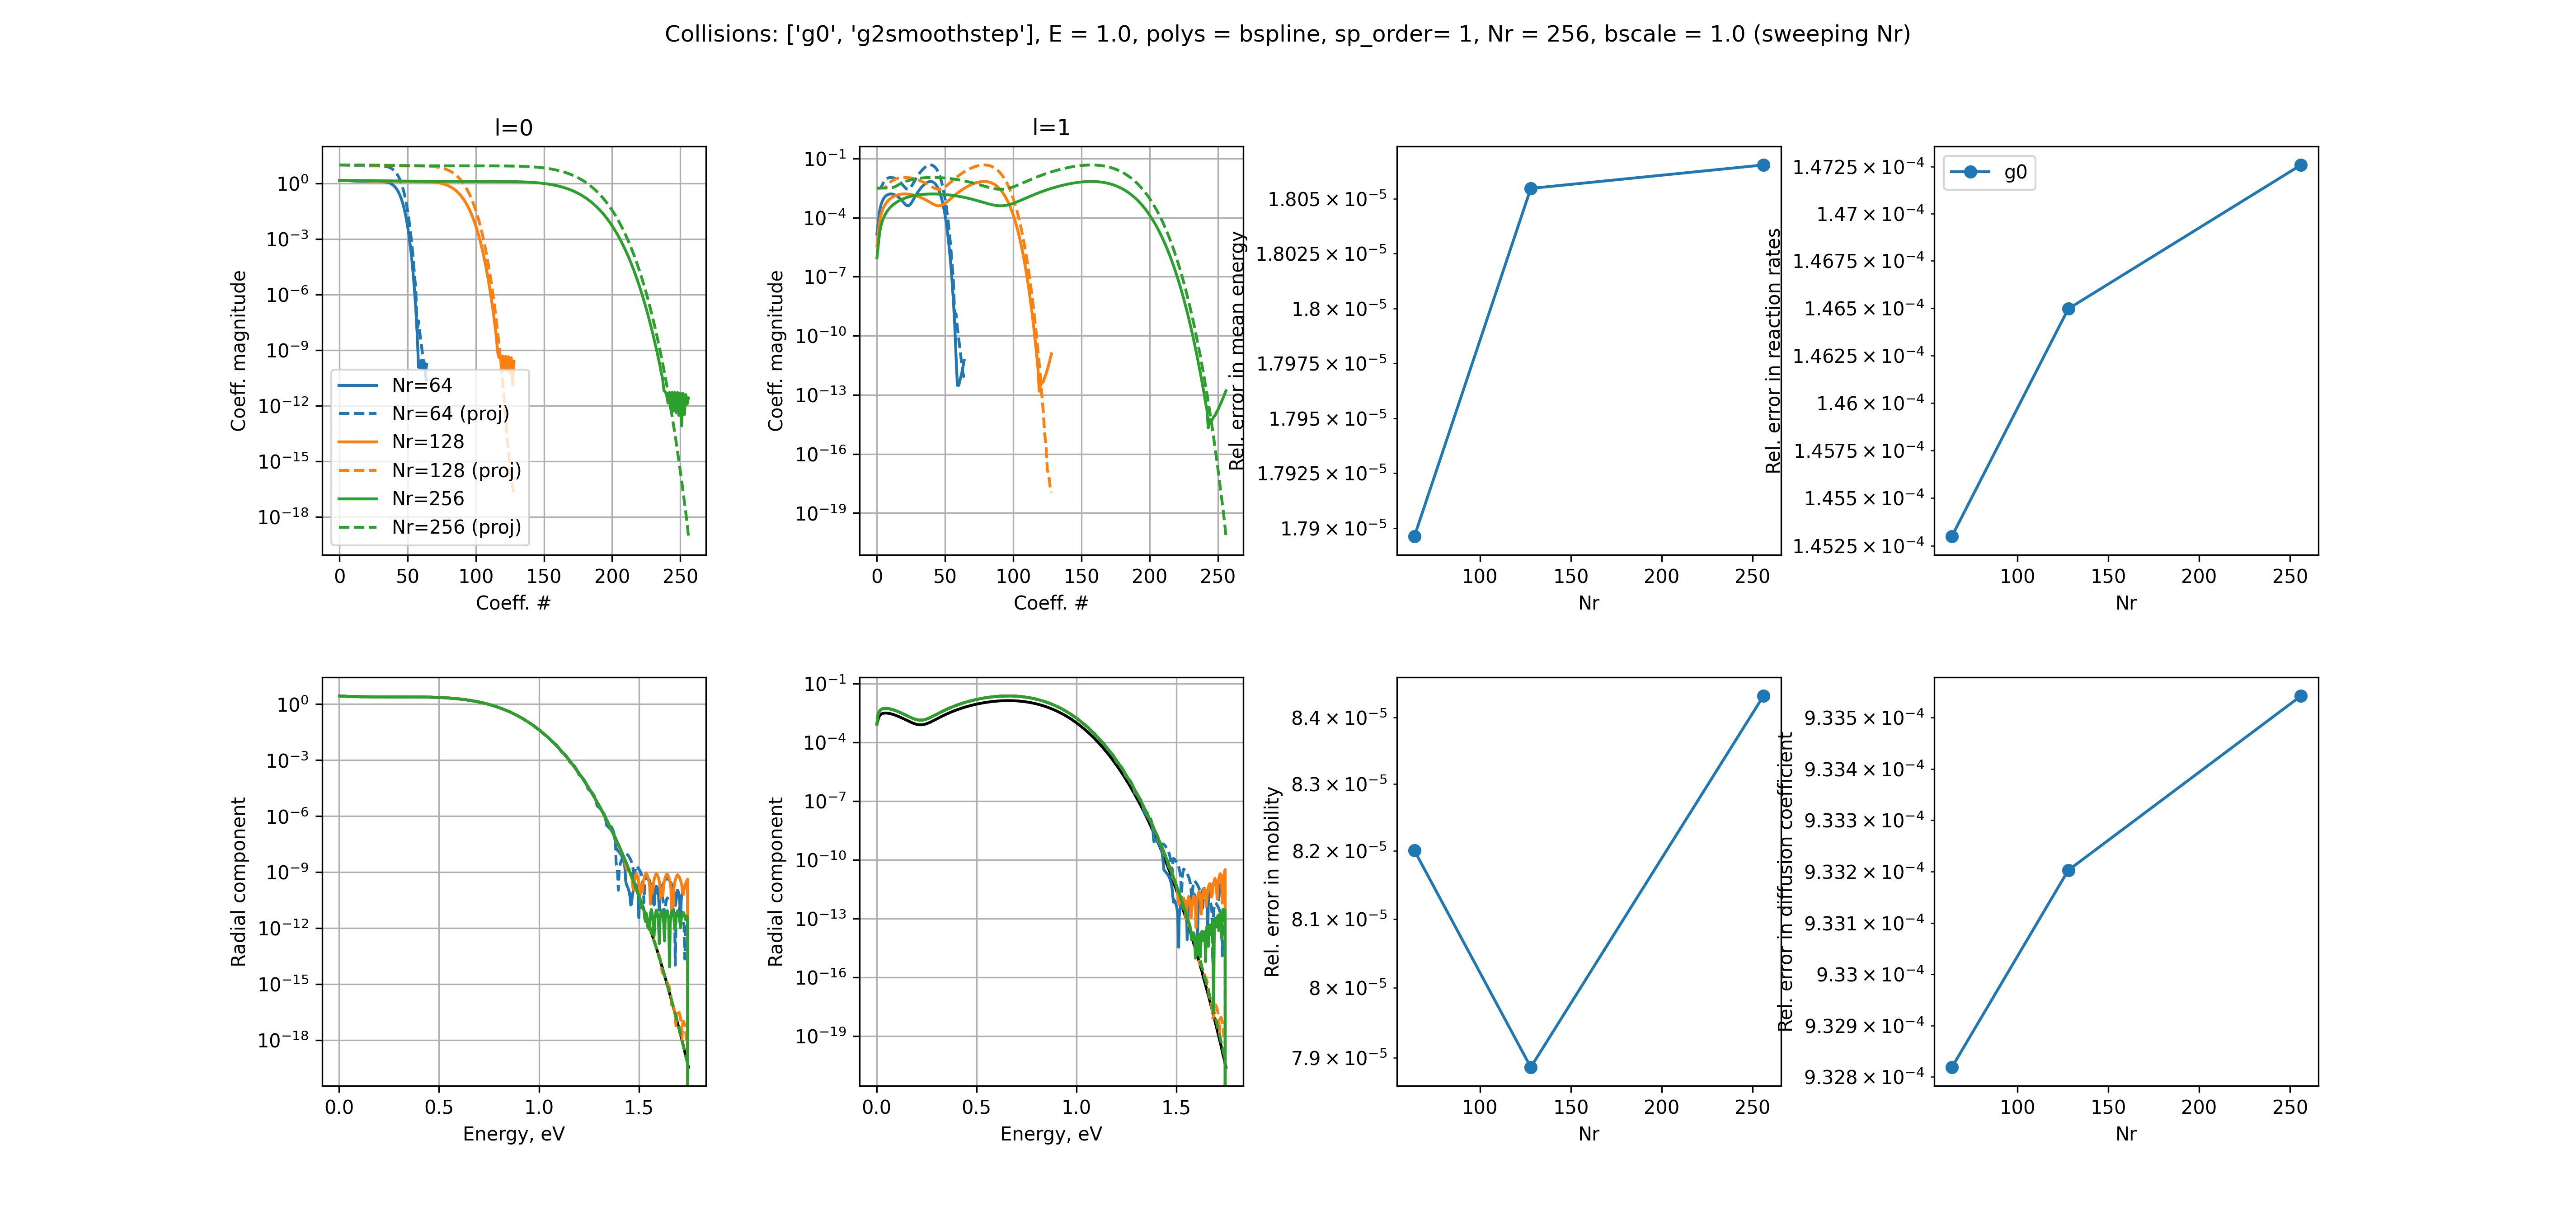 Collisions: ['g0', 'g2smoothstep'], E = 1.0, polys = bspline, sp_order= 1, Nr = 256, bscale = 1.0 (sweeping Nr)
l=0
Coeff. magnitude
10⁰
10⁻³
10⁻⁶
10⁻⁹
10⁻¹²
10⁻¹⁵
10⁻¹⁸
Nr=64
Nr=64 (proj)
Nr=128
Nr=128 (proj)
Nr=256
Nr=256 (proj)
0 50 100 150 200 250
Coeff. #
l=1
Coeff. magnitude
10⁻¹
10⁻⁴
10⁻⁷
10⁻¹⁰
10⁻¹³
10⁻¹⁶
10⁻¹⁹
0 50 100 150 200 250
Coeff. #
Rel. error in mean energy
1.805 × 10⁻⁵
1.8025 × 10⁻⁵
1.8 × 10⁻⁵
1.7975 × 10⁻⁵
1.795 × 10⁻⁵
1.7925 × 10⁻⁵
1.79 × 10⁻⁵
100 150 200 250
Nr
Rel. error in reaction rates
1.4725 × 10⁻⁴
1.47 × 10⁻⁴
1.4675 × 10⁻⁴
1.465 × 10⁻⁴
1.4625 × 10⁻⁴
1.46 × 10⁻⁴
1.4575 × 10⁻⁴
1.455 × 10⁻⁴
1.4525 × 10⁻⁴
g0
100 150 200 250
Nr
Radial component
10⁰
10⁻³
10⁻⁶
10⁻⁹
10⁻¹²
10⁻¹⁵
10⁻¹⁸
0.0 0.5 1.0 1.5
Energy, eV
Radial component
10⁻¹
10⁻⁴
10⁻⁷
10⁻¹⁰
10⁻¹³
10⁻¹⁶
10⁻¹⁹
0.0 0.5 1.0 1.5
Energy, eV
Rel. error in mobility
8.4 × 10⁻⁵
8.3 × 10⁻⁵
8.2 × 10⁻⁵
8.1 × 10⁻⁵
8 × 10⁻⁵
7.9 × 10⁻⁵
100 150 200 250
Nr
Rel. error in diffusion coefficient
9.335 × 10⁻⁴
9.334 × 10⁻⁴
9.333 × 10⁻⁴
9.332 × 10⁻⁴
9.331 × 10⁻⁴
9.33 × 10⁻⁴
9.329 × 10⁻⁴
9.328 × 10⁻⁴
100 150 200 250
Nr